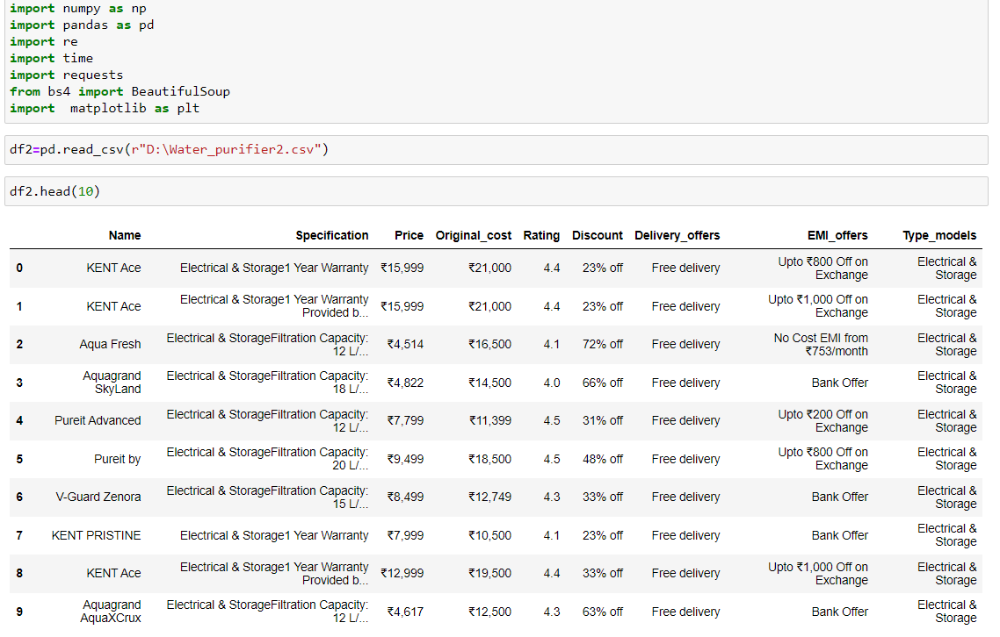 import numpy as np
import pandas as pd
import re
import time
import requests
from bs4 import BeautifulSoup
import  matplotlib as plt
df2=pd.read_csv(r"D:\Water_purifier2.csv")
df2.head(10)
Name Specification Price Original_cost Rating Discount Delivery_offers EMI_offers Type_models
0 KENT Ace Electrical & Storage1 Year Warranty ₹15,999 ₹21,000 4.4 23% off Free delivery Upto ₹800 Off on Electrical &
Exchange Storage
1 KENT Ace Electrical & Storage1 Year Warranty ₹15,999 ₹21,000 4.4 23% off Free delivery Upto ₹1,000 Off on Electrical &
Provided b... Exchange Storage
2 Aqua Fresh Electrical & StorageFiltration Capacity: ₹4,514 ₹16,500 4.1 72% off Free delivery No Cost EMI from Electrical &
12 L/... ₹753/month Storage
3 Aquagrand Electrical & StorageFiltration Capacity: ₹4,822 ₹14,500 4.0 66% off Free delivery Bank Offer Electrical &
SkyLand 18 L/... Storage
4 Pureit Advanced Electrical & StorageFiltration Capacity: ₹7,799 ₹11,399 4.5 31% off Free delivery Upto ₹200 Off on Electrical &
12 L/... Exchange Storage
5 Pureit by Electrical & StorageFiltration Capacity: ₹9,499 ₹18,500 4.5 48% off Free delivery Upto ₹800 Off on Electrical &
20 L/... Exchange Storage
6 V-Guard Zenora Electrical & StorageFiltration Capacity: ₹8,499 ₹12,749 4.3 33% off Free delivery Bank Offer Electrical &
15 L/... Storage
7 KENT PRISTINE Electrical & Storage1 Year Warranty ₹7,999 ₹10,500 4.1 23% off Free delivery Bank Offer Electrical &
Storage
8 KENT Ace Electrical & Storage1 Year Warranty ₹12,999 ₹19,500 4.4 33% off Free delivery Upto ₹1,000 Off on Electrical &
Provided b... Exchange Storage
9 Aquagrand Electrical & StorageFiltration Capacity: ₹4,617 ₹12,500 4.3 63% off Free delivery Bank Offer Electrical &
AquaXCrux 12 L/... Storage